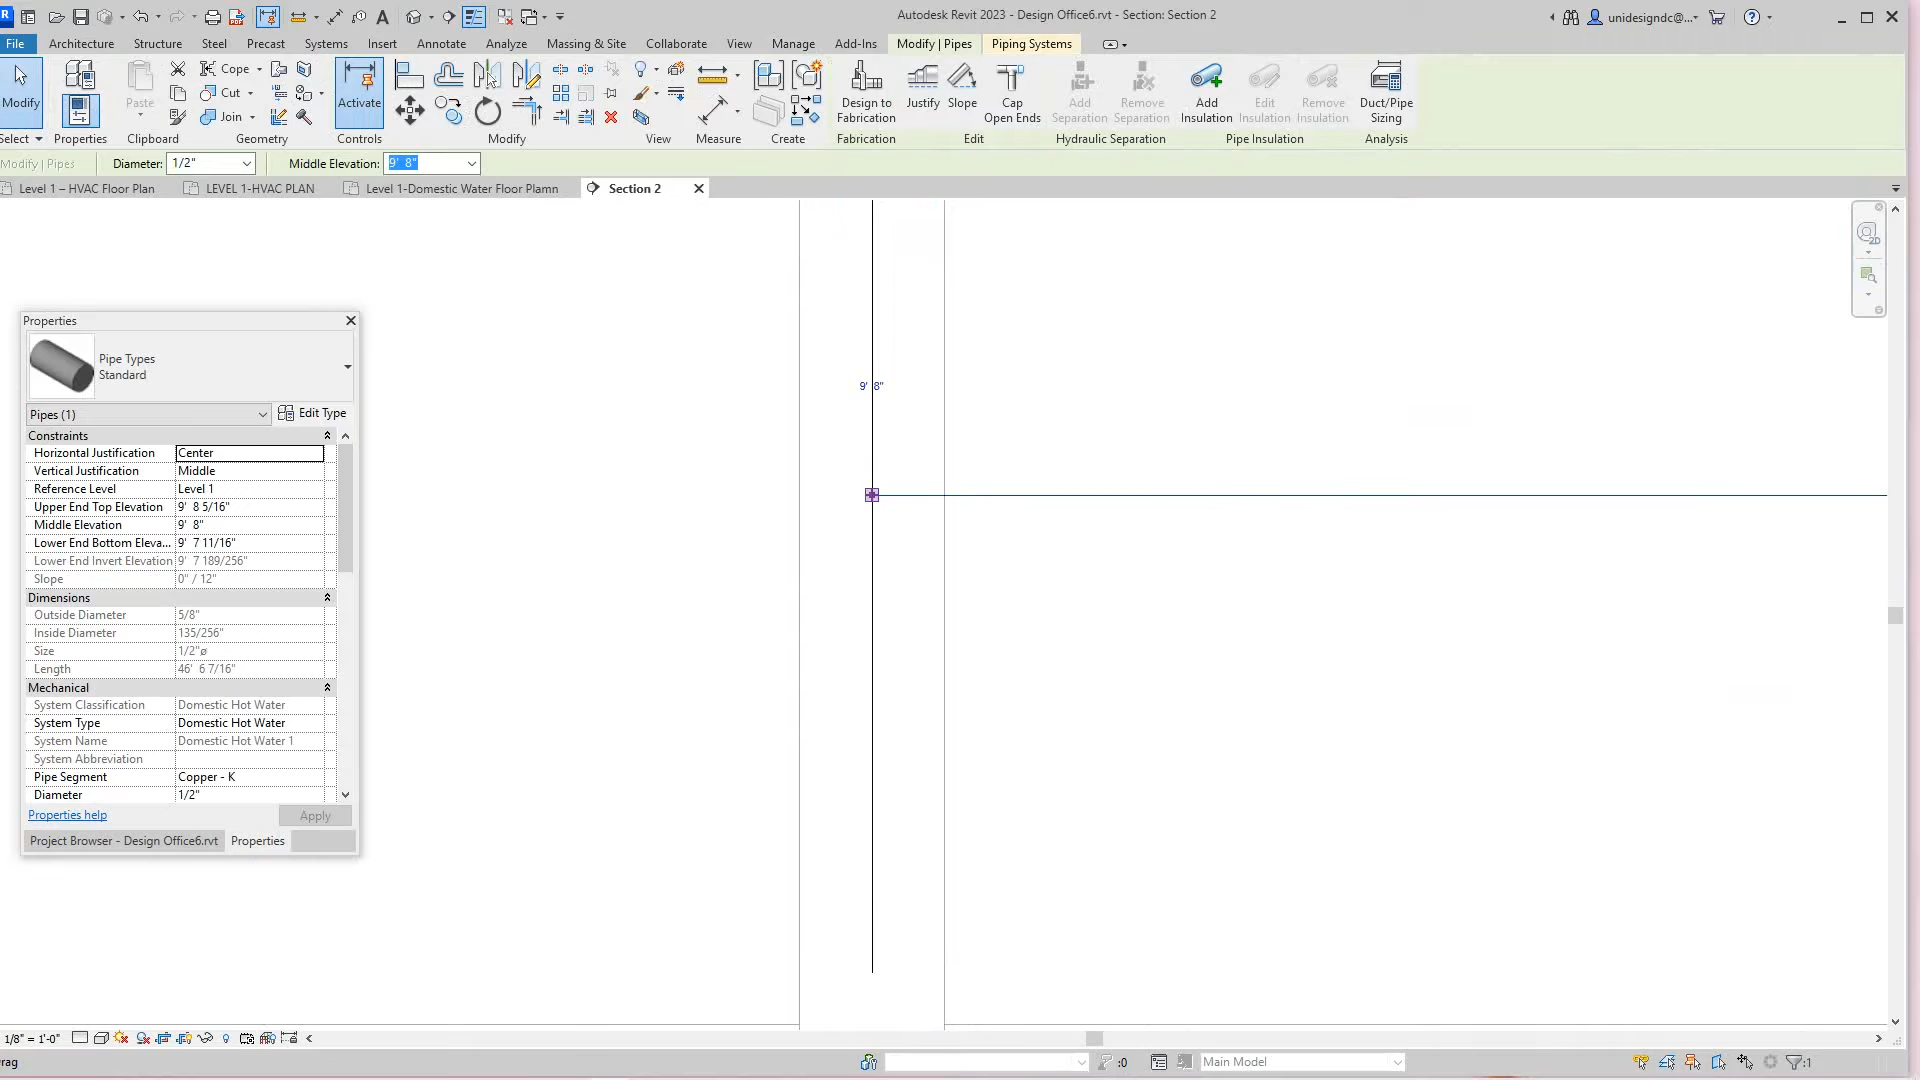 Autodesk Revit 2023 - Design Office6.rvt - Section: Section 2
unidesigndc@...
File Architecture Structure Steel Precast Systems Insert Annotate Analyze Massing & Site Collaborate View Manage Add-Ins Modify | Pipes Piping Systems
Modify
Select
Properties
Paste
Clipboard
Cope
Cut
Join
Geometry
Activate
Controls
Modify
View
Measure
Create
Design to
Fabrication
Fabrication
Justify
Slope
Cap
Open Ends
Edit
Add
Separation
Remove
Separation
Hydraulic Separation
Add
Insulation
Edit
Insulation
Remove
Insulation
Pipe Insulation
Duct/Pipe
Sizing
Analysis
Modify | Pipes Diameter: 1/2" Middle Elevation: 9' 8"
Level 1 – HVAC Floor Plan LEVEL 1-HVAC PLAN Level 1-Domestic Water Floor Plamn Section 2
2D
9' 8"
Properties
Pipe Types
Standard
Pipes (1) Edit Type
Constraints
Horizontal Justification Center
Vertical Justification Middle
Reference Level Level 1
Upper End Top Elevation 9' 8 5/16"
Middle Elevation 9' 8"
Lower End Bottom Eleva... 9' 7 11/16"
Lower End Invert Elevation 9' 7 189/256"
Slope 0" / 12"
Dimensions
Outside Diameter 5/8"
Inside Diameter 135/256"
Size 1/2"ø
Length 46' 6 7/16"
Mechanical
System Classification Domestic Hot Water
System Type Domestic Hot Water
System Name Domestic Hot Water 1
System Abbreviation
Pipe Segment Copper - K
Diameter 1/2"
Properties help Apply
Project Browser - Design Office6.rvt Properties
1/8" = 1'-0"
rag :0 Main Model :1